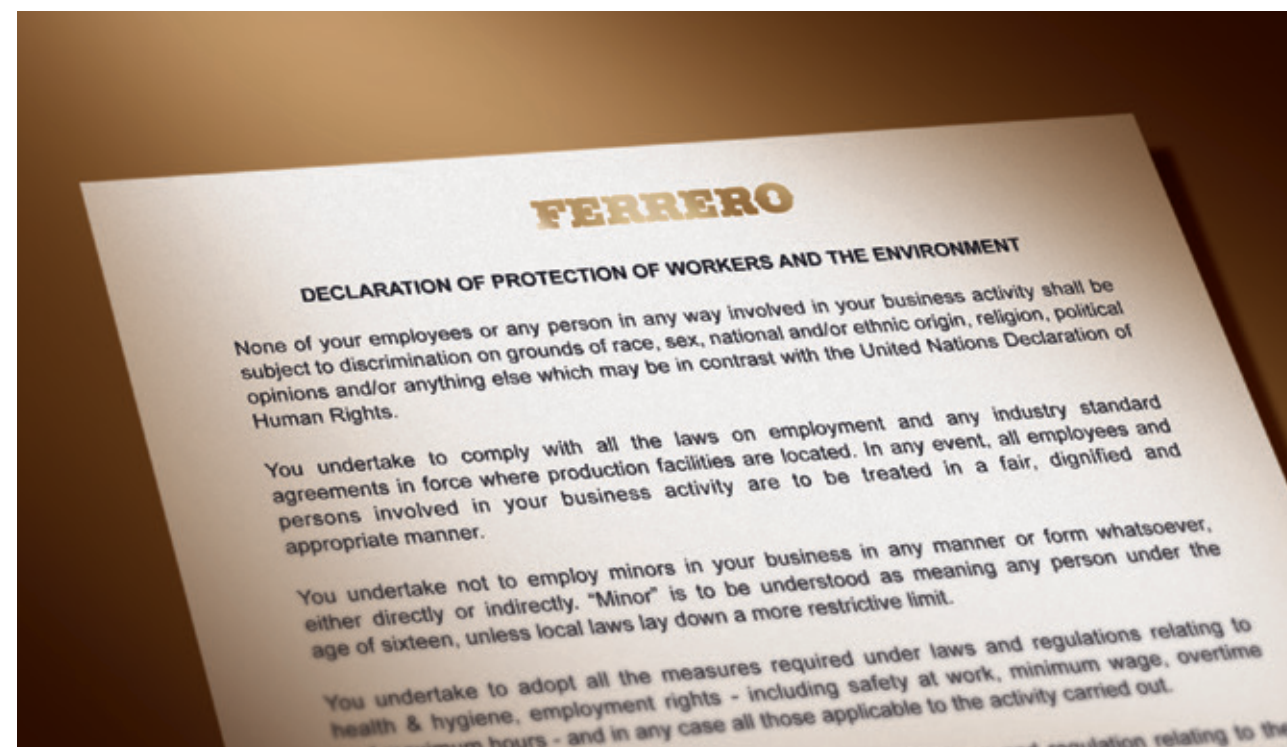 FERRERO
DECLARATION OF PROTECTION OF WORKERS AND THE ENVIRONMENT
None of your employees or any person in any way involved in your business activity shall be
subject to discrimination on grounds of race, sex, national and/or ethnic origin, religion, political
opinions and/or anything else which may be in contrast with the United Nations Declaration of
Human Rights.
You undertake to comply with all the laws on employment and any industry standard
agreements in force where production facilities are located. In any event, all employees and
persons involved in your business activity are to be treated in a fair, dignified and
appropriate manner.
You undertake not to employ minors in your business in any manner or form whatsoever,
either directly or indirectly. “Minor” is to be understood as meaning any person under the
age of sixteen, unless local laws lay down a more restrictive limit.
You undertake to adopt all the measures required under laws and regulations relating to
health & hygiene, employment rights - including safety at work, minimum wage, overtime
hours - and in any case all those applicable to the activity carried out.
regulation relating to the